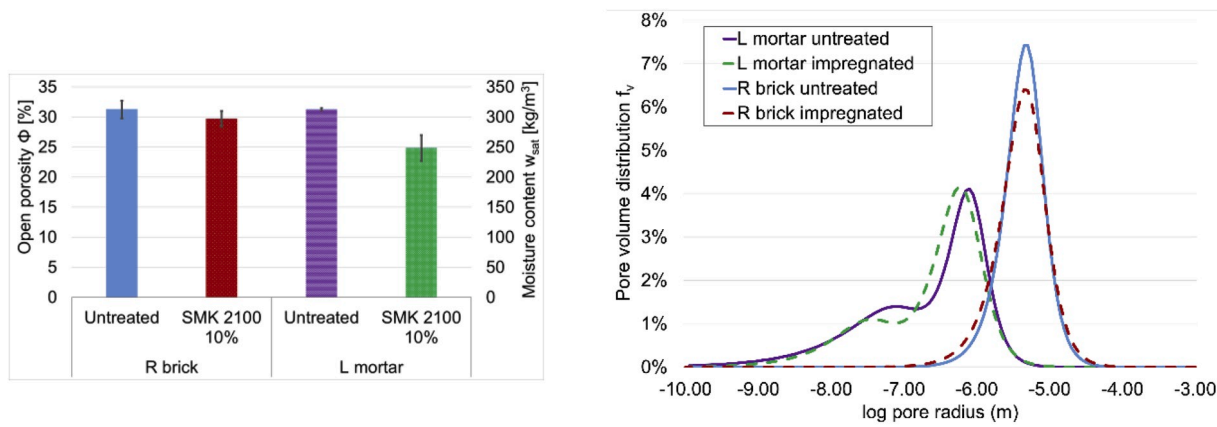 35
30
25
20
15
10
5
0
Open porosity Φ [%]
350
300
250
200
150
100
50
0
Moisture content w_sat [kg/m³]
Untreated
SMK 2100
10%
Untreated
SMK 2100
10%
R brick
L mortar
8%
7%
6%
5%
4%
3%
2%
1%
0%
Pore volume distribution f_v
L mortar untreated
L mortar impregnated
R brick untreated
R brick impregnated
-10.00 -9.00 -8.00 -7.00 -6.00 -5.00 -4.00 -3.00
log pore radius (m)